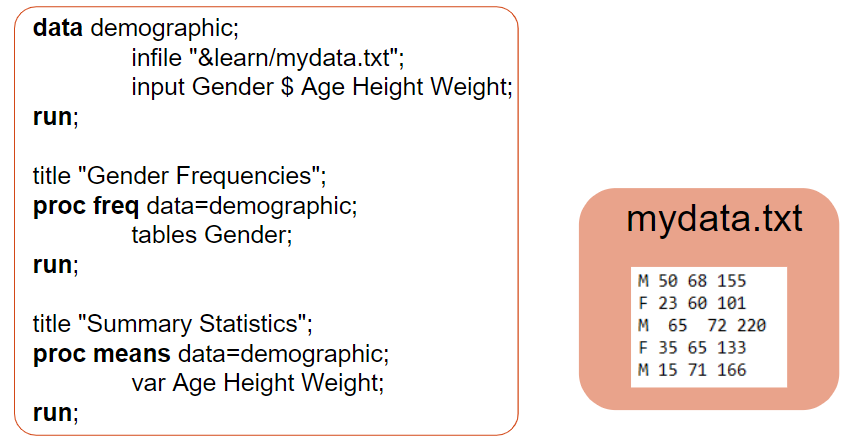 data demographic;
infile "&learn/mydata.txt";
input Gender $ Age Height Weight;
run;
title "Gender Frequencies";
proc freq data=demographic;
tables Gender;
run;
title "Summary Statistics";
proc means data=demographic;
var Age Height Weight;
run;
mydata.txt
M 50 68 155
F 23 60 101
M  65  72 220
F 35 65 133
M 15 71 166